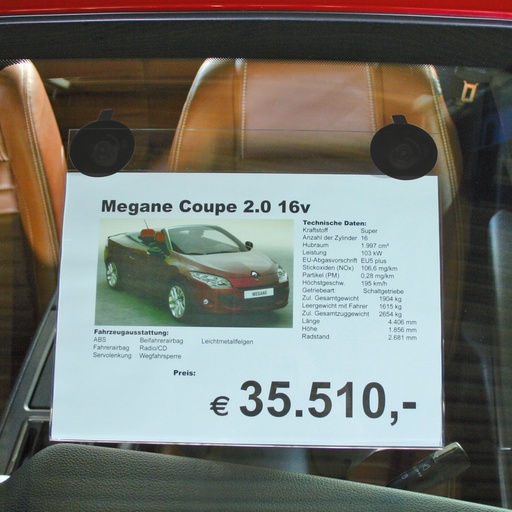 Megane Coupe 2.0 16v
MEGANE
Technische Daten:
Kraftstoff Super
Anzahl der Zylinder 16
Hubraum 1.997 cm³
Leistung 103 kW
EU-Abgasvorschrift EU5 plus
Stickoxiden (NOx) 106,6 mg/km
Partikel (PM) 0,28 mg/km
Höchstgeschw. 195 km/h
Getriebeart Schaltgetriebe
Zul. Gesamtgewicht 1904 kg
Leergewicht mit Fahrer 1615 kg
Zul. Gesamtzuggewicht 2654 kg
Länge 4.406 mm
Höhe 1.856 mm
Radstand 2.681 mm
Fahrzeugausstattung:
ABS Beifahrerairbag Leichtmetallfelgen
Fahrerairbag Radio/CD
Servolenkung Wegfahrsperre
Preis:
€ 35.510,-